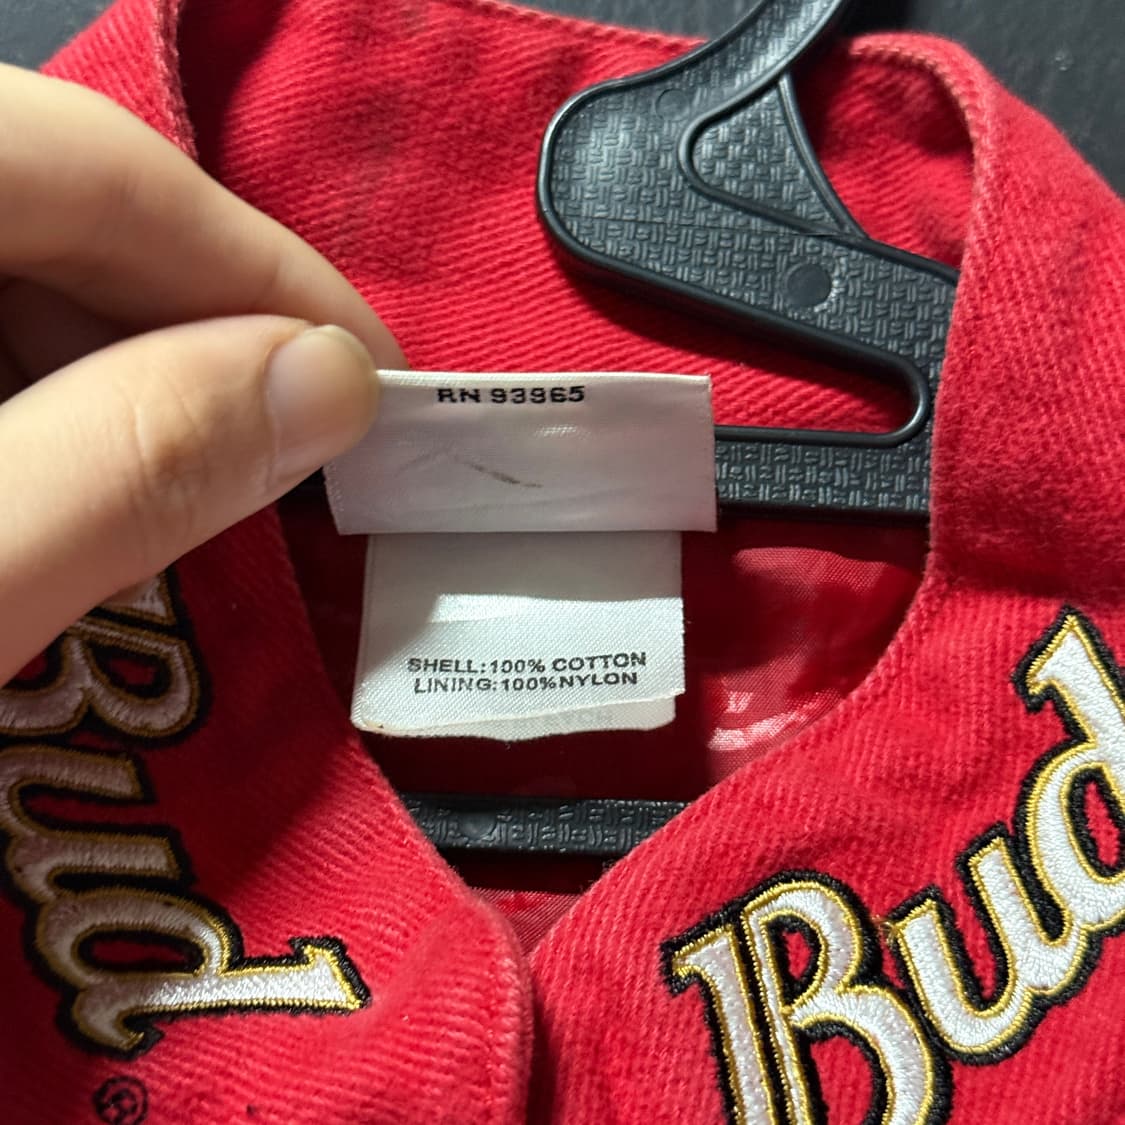 RN 93965
SHELL:100% COTTON
LINING:100%NYLON
Bud
®
Bud